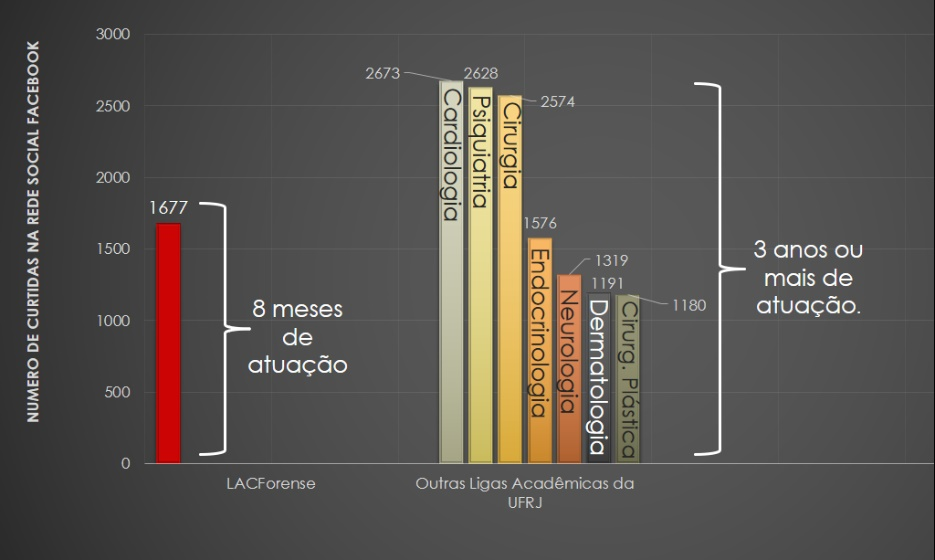 NUMERO DE CURTIDAS NA REDE SOCIAL FACEBOOK
3000
2500
2000
1500
1000
500
0
1677
8 meses
de
atuação
LACForense
2673
2628
2574
1576
1319
1191
1180
Cardiologia
Psiquiatria
Cirurgia
Endocrinologia
Neurologia
Dermatologia
Cirurg. Plástica
Outras Ligas Acadêmicas da
UFRJ
3 anos ou
mais de
atuação.